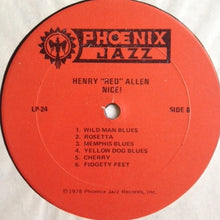 PHOENIX
JAZZ
HENRY "RED" ALLEN
NICE!
LP-24
SIDE B
1. WILD MAN BLUES
2. ROSETTA
3. MEMPHIS BLUES
4. YELLOW DOG BLUES
5. CHERRY
6. FIDGETY FEET
©1978 Phoenix Jazz Records, Inc.